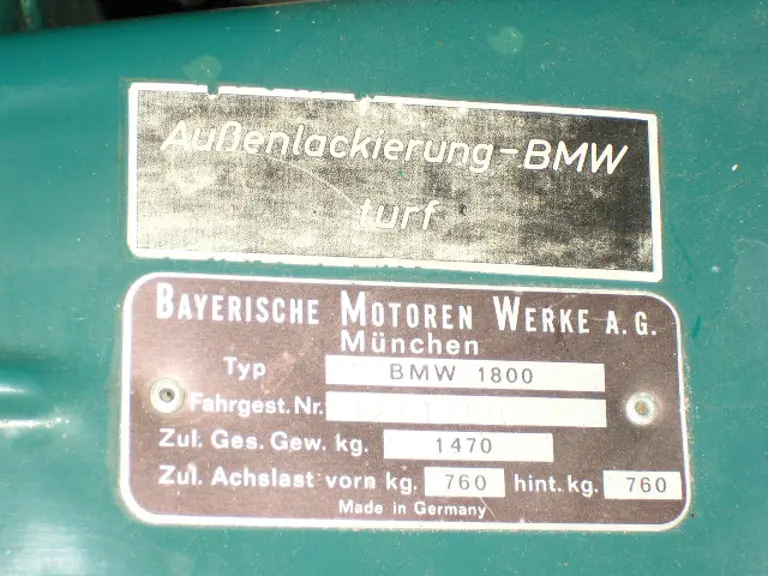 Außenlackierung-BMW
turf
BAYERISCHE MOTOREN WERKE A.G.
München
Typ BMW 1800
Fahrgest. Nr.
Zul. Ges. Gew. kg. 1470
Zul. Achslast vorn kg. 760 hint. kg. 760
Made in Germany